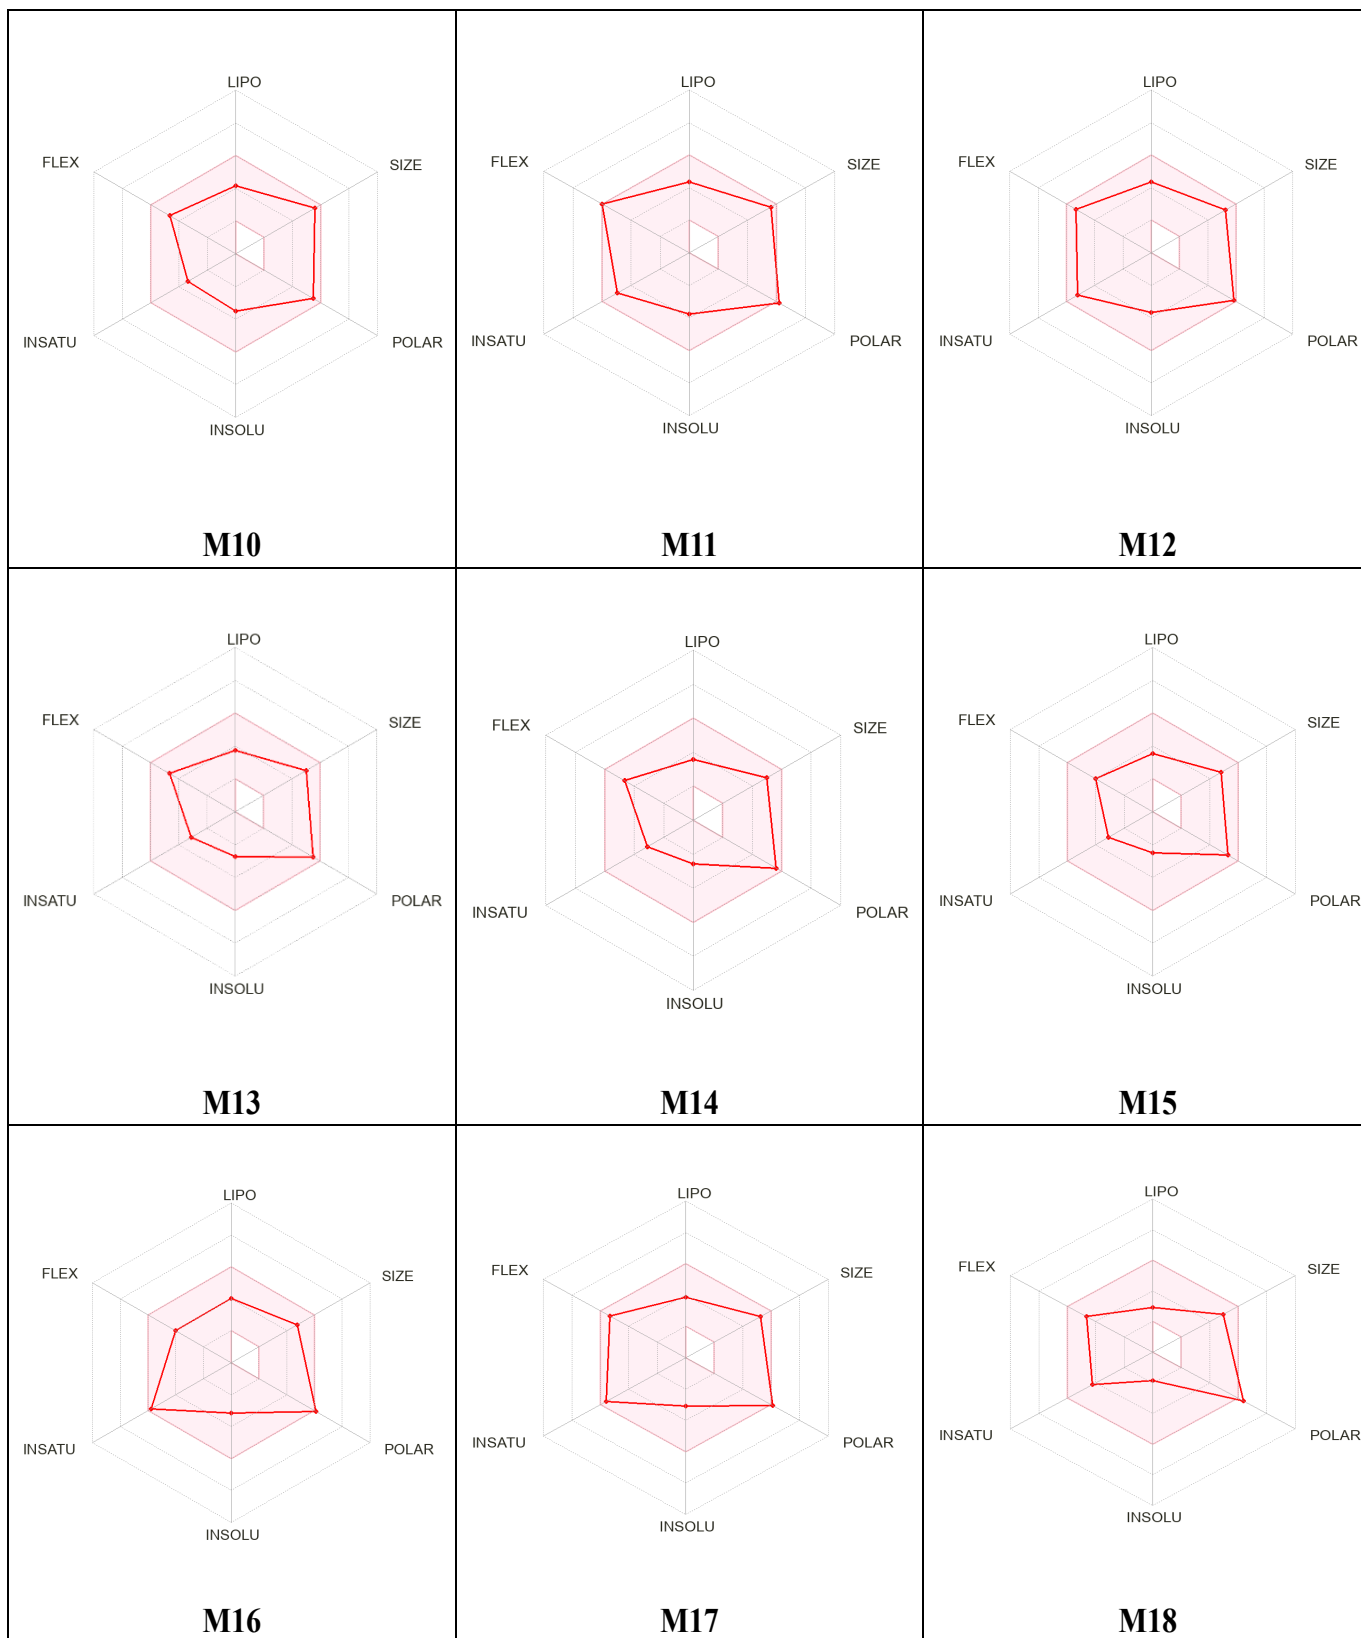 LIPO
FLEX
SIZE
INSATU
POLAR
INSOLU
M10
LIPO
FLEX
SIZE
INSATU
POLAR
INSOLU
M11
LIPO
FLEX
SIZE
INSATU
POLAR
INSOLU
M12
LIPO
FLEX
SIZE
INSATU
POLAR
INSOLU
M13
LIPO
FLEX
SIZE
INSATU
POLAR
INSOLU
M14
LIPO
FLEX
SIZE
INSATU
POLAR
INSOLU
M15
LIPO
FLEX
SIZE
INSATU
POLAR
INSOLU
M16
LIPO
FLEX
SIZE
INSATU
POLAR
INSOLU
M17
LIPO
FLEX
SIZE
INSATU
POLAR
INSOLU
M18